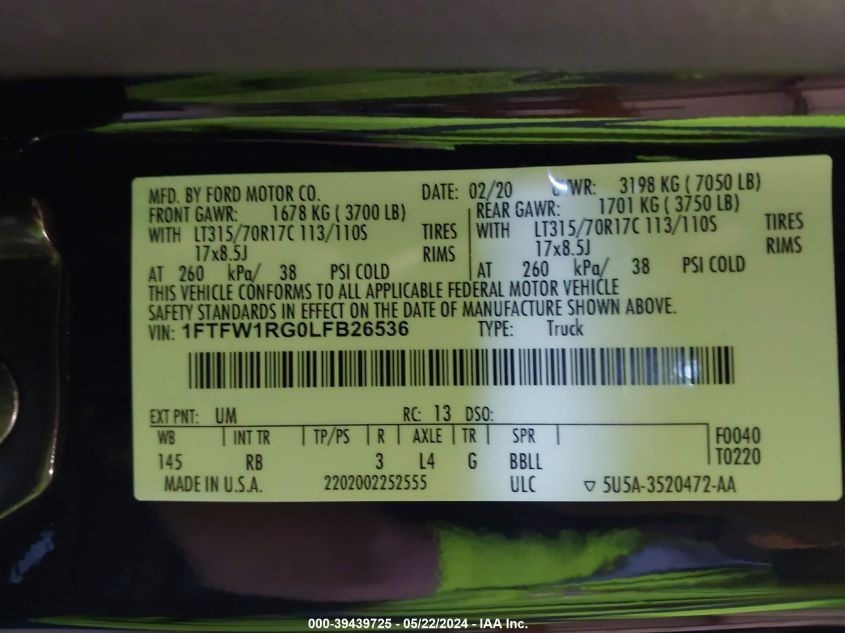 MFD. BY FORD MOTOR CO. DATE: 02/20 WR: 3198 KG ( 7050 LB)
FRONT GAWR: 1678 KG ( 3700 LB) REAR GAWR: 1701 KG ( 3750 LB)
WITH LT315/70R17C 113/110S TIRES WITH LT315/70R17C 113/110S TIRES
17x8.5J RIMS 17x8.5J RIMS
AT 260 kPa/ 38 PSI COLD AT 260 kPa/ 38 PSI COLD
THIS VEHICLE CONFORMS TO ALL APPLICABLE FEDERAL MOTOR VEHICLE
SAFETY STANDARDS IN EFFECT ON THE DATE OF MANUFACTURE SHOWN ABOVE.
VIN: 1FTFW1RG0LFB26536 TYPE: Truck
EXT PNT: UM RC: 13 DSO:
WB INT TR TP/PS R AXLE TR SPR F0040
145 RB 3 L4 G BBLL T0220
MADE IN U.S.A. 2202002252555 ULC ▽ 5U5A-3520472-AA
000-39439725 - 05/22/2024 - IAA Inc.